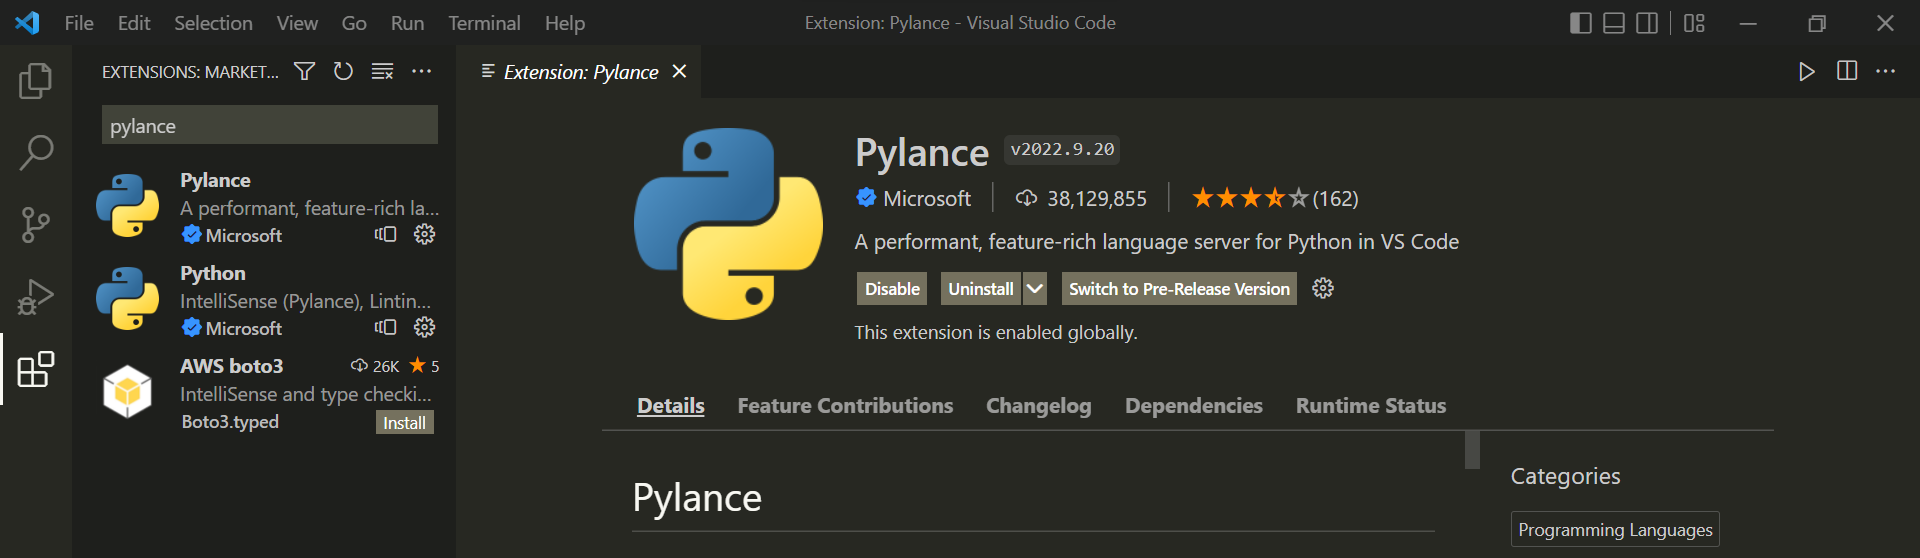 File Edit Selection View Go Run Terminal Help
Extension: Pylance - Visual Studio Code
EXTENSIONS: MARKET...
Extension: Pylance
pylance
Pylance
A performant, feature-rich la...
Microsoft
Python
IntelliSense (Pylance), Lintin...
Microsoft
AWS boto3 26K 5
IntelliSense and type checki...
Boto3.typed Install
Pylance v2022.9.20
Microsoft 38,129,855 (162)
A performant, feature-rich language server for Python in VS Code
Disable Uninstall Switch to Pre-Release Version
This extension is enabled globally.
Details Feature Contributions Changelog Dependencies Runtime Status
Pylance
Categories
Programming Languages